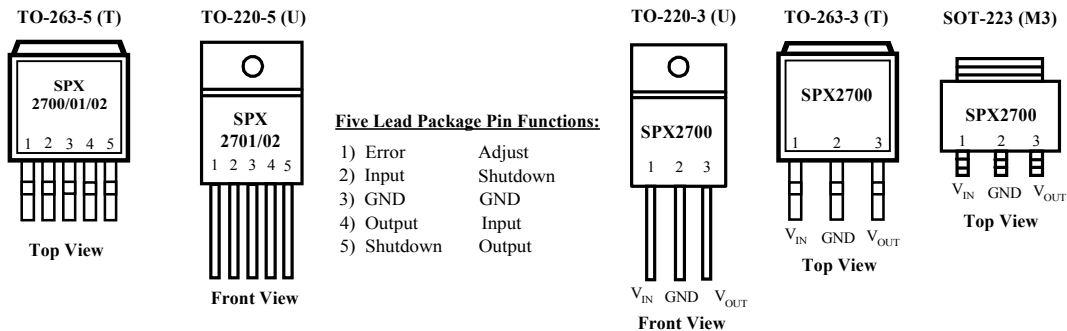 TO-263-5 (T)
SPX
2700/01/02
1 2 3 4 5
Top View
TO-220-5 (U)
SPX
2701/02
1 2 3 4 5
Front View
Five Lead Package Pin Functions:
1) Error Adjust
2) Input Shutdown
3) GND GND
4) Output Input
5) Shutdown Output
TO-220-3 (U)
SPX2700
1 2 3
VIN GND VOUT
Front View
TO-263-3 (T)
SPX2700
1 2 3
VIN GND VOUT
Top View
SOT-223 (M3)
SPX2700
1 2 3
VIN GND VOUT
Top View